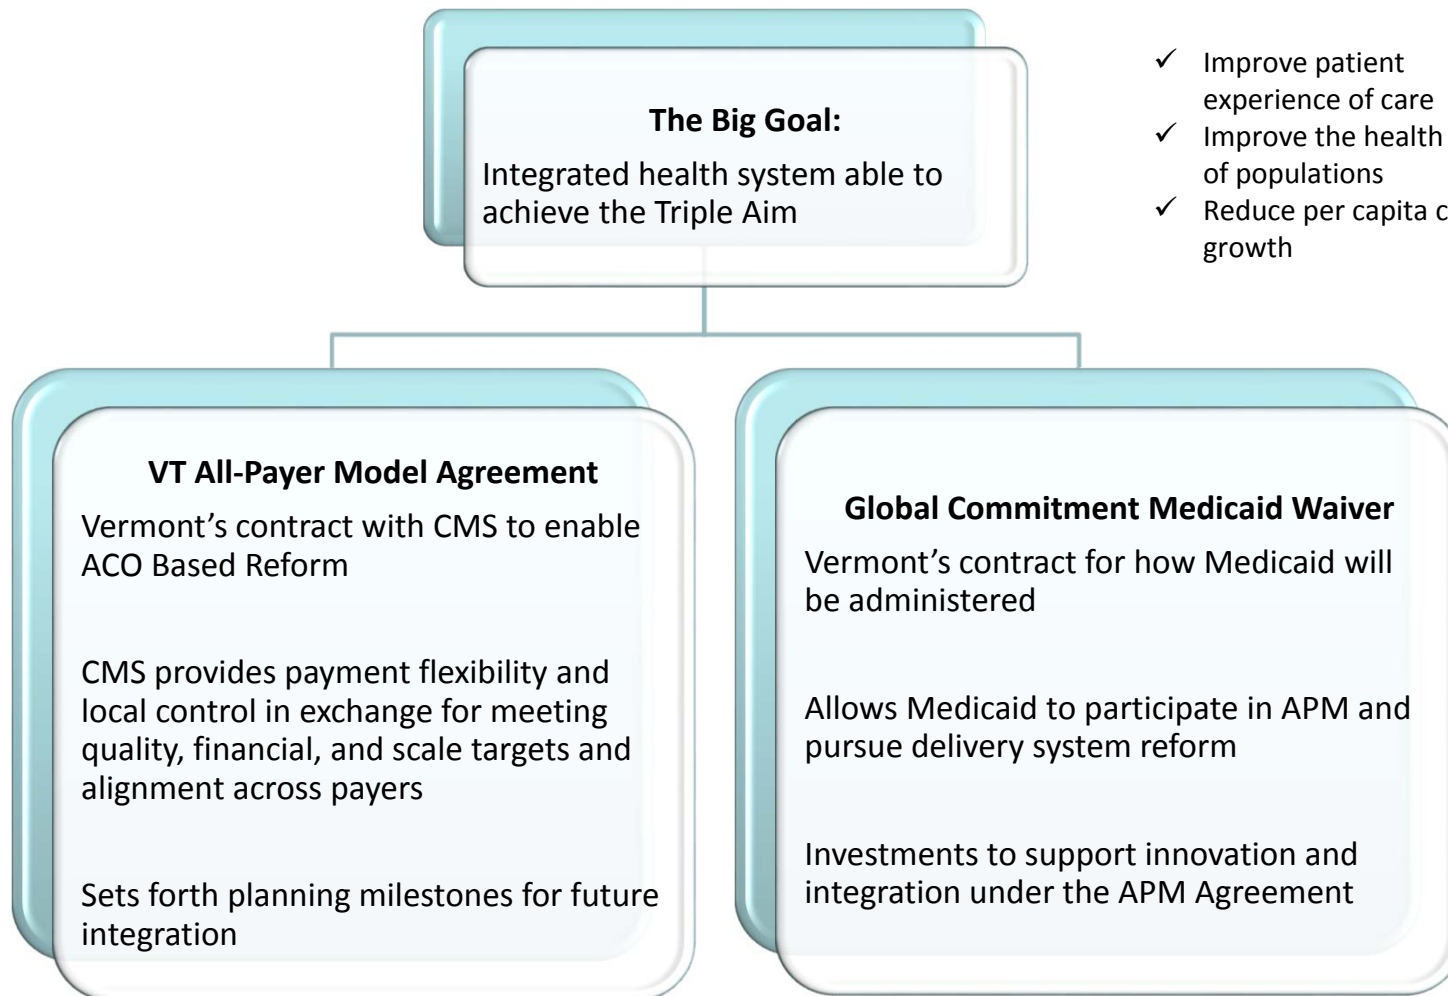 The Big Goal:
Integrated health system able to
achieve the Triple Aim
✓ Improve patient
experience of care
✓ Improve the health
of populations
✓ Reduce per capita
growth
VT All-Payer Model Agreement
Vermont’s contract with CMS to enable
ACO Based Reform
CMS provides payment flexibility and
local control in exchange for meeting
quality, financial, and scale targets and
alignment across payers
Sets forth planning milestones for future
integration
Global Commitment Medicaid Waiver
Vermont’s contract for how Medicaid will
be administered
Allows Medicaid to participate in APM and
pursue delivery system reform
Investments to support innovation and
integration under the APM Agreement